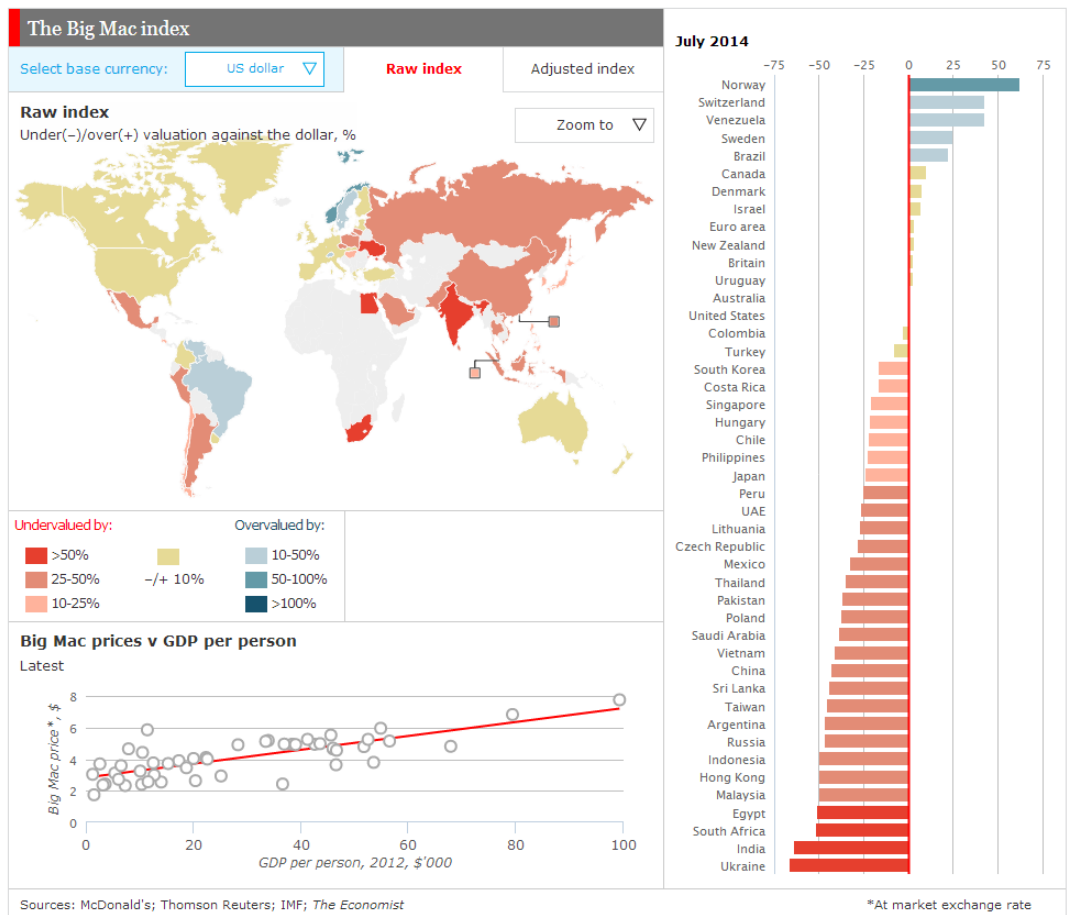 The Big Mac index
Select base currency:
US dollar
Raw index
Adjusted index
Raw index
Under(–)/over(+) valuation against the dollar, %
Zoom to
Undervalued by:
Overvalued by:
>50%
25-50%
10-25%
–/+ 10%
10-50%
50-100%
>100%
Big Mac prices v GDP per person
Latest
Big Mac price*, $
8
6
4
2
0
0 20 40 60 80 100
GDP per person, 2012, $'000
July 2014
-75 -50 -25 0 25 50 75
Norway
Switzerland
Venezuela
Sweden
Brazil
Canada
Denmark
Israel
Euro area
New Zealand
Britain
Uruguay
Australia
United States
Colombia
Turkey
South Korea
Costa Rica
Singapore
Hungary
Chile
Philippines
Japan
Peru
UAE
Lithuania
Czech Republic
Mexico
Thailand
Pakistan
Poland
Saudi Arabia
Vietnam
China
Sri Lanka
Taiwan
Argentina
Russia
Indonesia
Hong Kong
Malaysia
Egypt
South Africa
India
Ukraine
Sources: McDonald's; Thomson Reuters; IMF; The Economist
*At market exchange rate